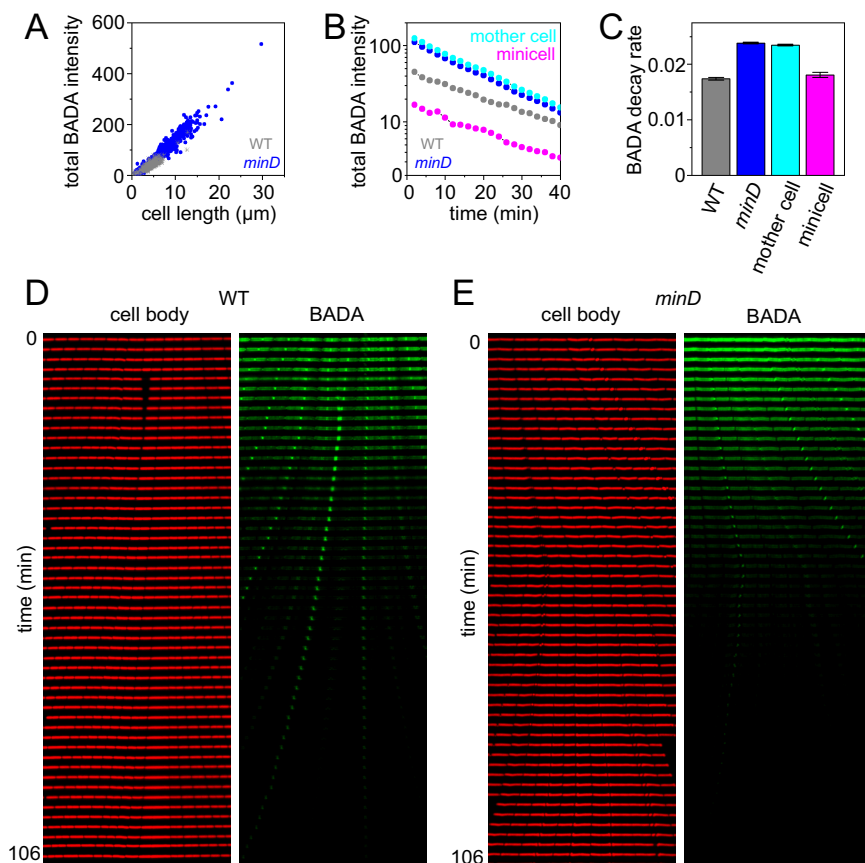 A
total BADA intensity
600
400
200
0
0
10
20
30
cell length (µm)
WT
minD
B
total BADA intensity
100
10
0
0
10
20
30
40
time (min)
mother cell
minicell
WT
minD
C
BADA decay rate
0.02
0.01
0
WT
minD
mother cell
minicell
D
WT
cell body
BADA
0
time (min)
106
E
minD
cell body
BADA
0
time (min)
106